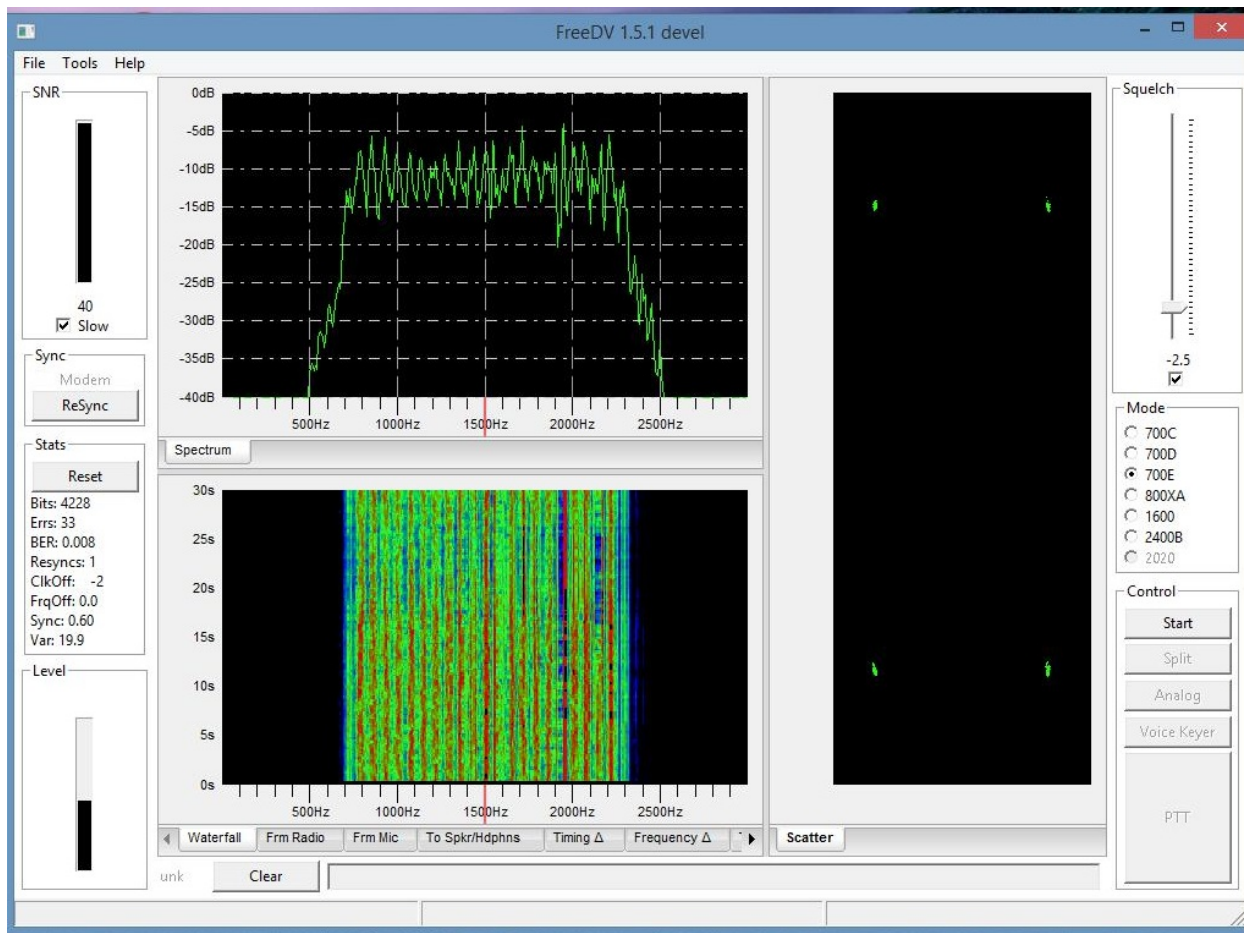 FreeDV 1.5.1 devel
File Tools Help
SNR
40
Slow
Sync
Modem
ReSync
Stats
Reset
Bits: 4228
Errs: 33
BER: 0.008
Resyncs: 1
ClkOff: -2
FrqOff: 0.0
Sync: 0.60
Var: 19.9
Level
0dB
-5dB
-10dB
-15dB
-20dB
-25dB
-30dB
-35dB
-40dB
500Hz 1000Hz 1500Hz 2000Hz 2500Hz
Spectrum
30s
25s
20s
15s
10s
5s
0s
500Hz 1000Hz 1500Hz 2000Hz 2500Hz
Waterfall Frm Radio Frm Mic To Spkr/Hdphns Timing Δ Frequency Δ
Scatter
unk Clear
Squelch
-2.5
Mode
700C
700D
700E
800XA
1600
2400B
2020
Control
Start
Split
Analog
Voice Keyer
PTT